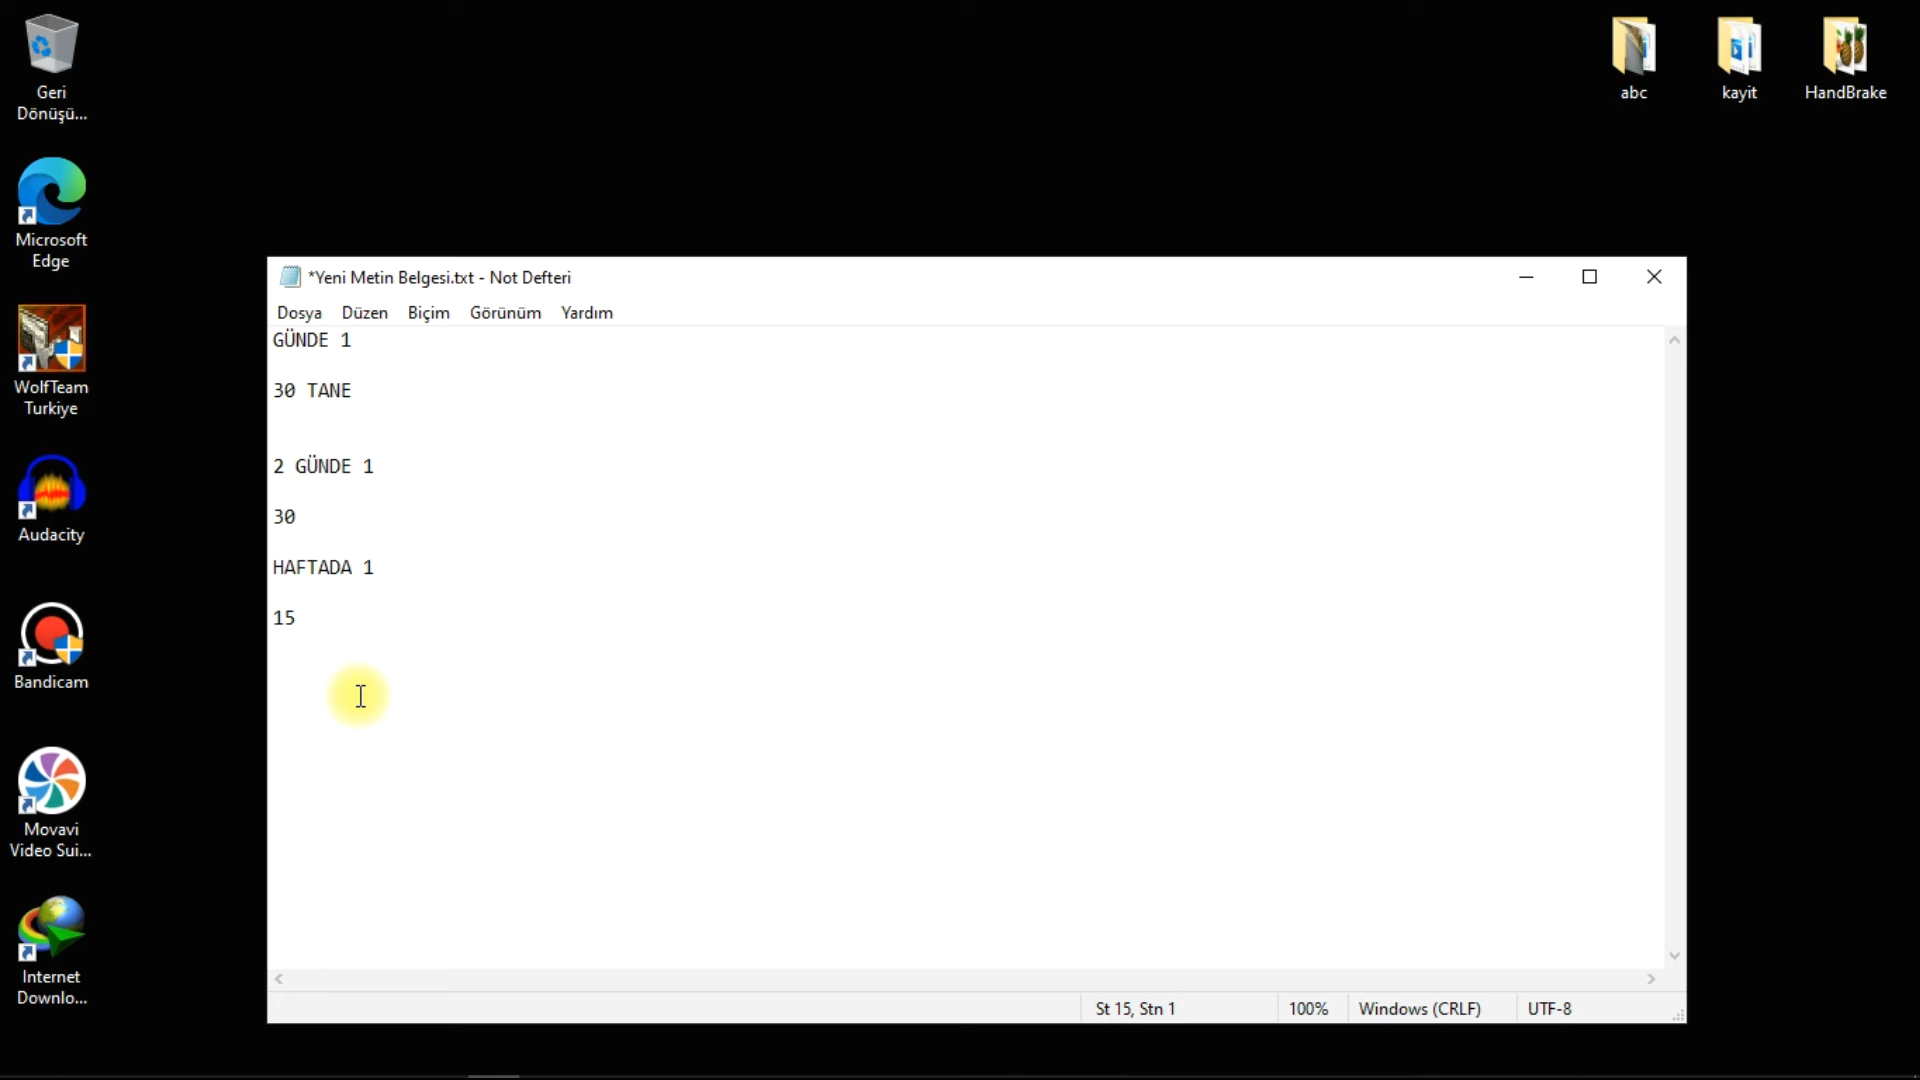 Geri
Dönüşü...
Microsoft
Edge
WolfTeam
Turkiye
Audacity
Bandicam
Movavi
Video Sui...
Internet
Downlo...
abc
kayit
HandBrake
*Yeni Metin Belgesi.txt - Not Defteri
Dosya Düzen Biçim Görünüm Yardım
GÜNDE 1
30 TANE
2 GÜNDE 1
30
HAFTADA 1
15
St 15, Stn 1 100% Windows (CRLF) UTF-8